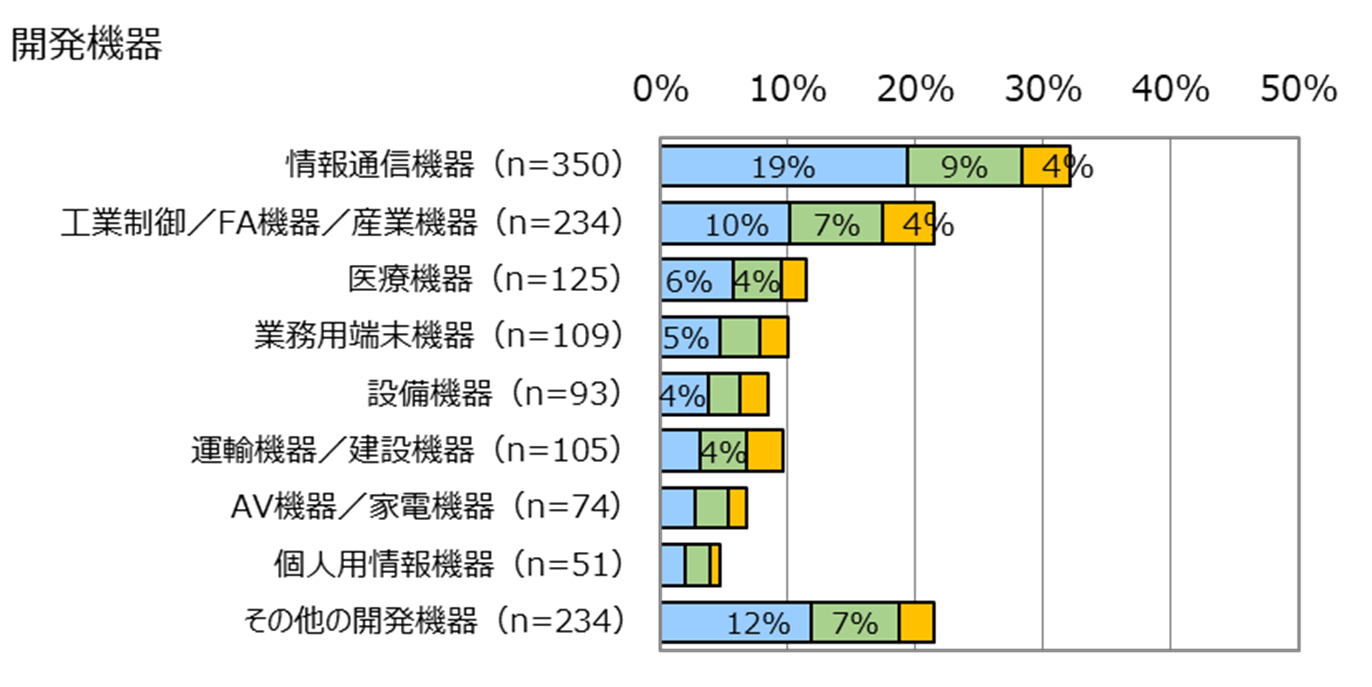 開発機器
0% 10% 20% 30% 40% 50%
情報通信機器（n=350） 19% 9% 4%
工業制御／FA機器／産業機器（n=234） 10% 7% 4%
医療機器（n=125） 6% 4%
業務用端末機器（n=109） 5%
設備機器（n=93） 4%
運輸機器／建設機器（n=105） 4%
AV機器／家電機器（n=74）
個人用情報機器（n=51）
その他の開発機器（n=234） 12% 7%